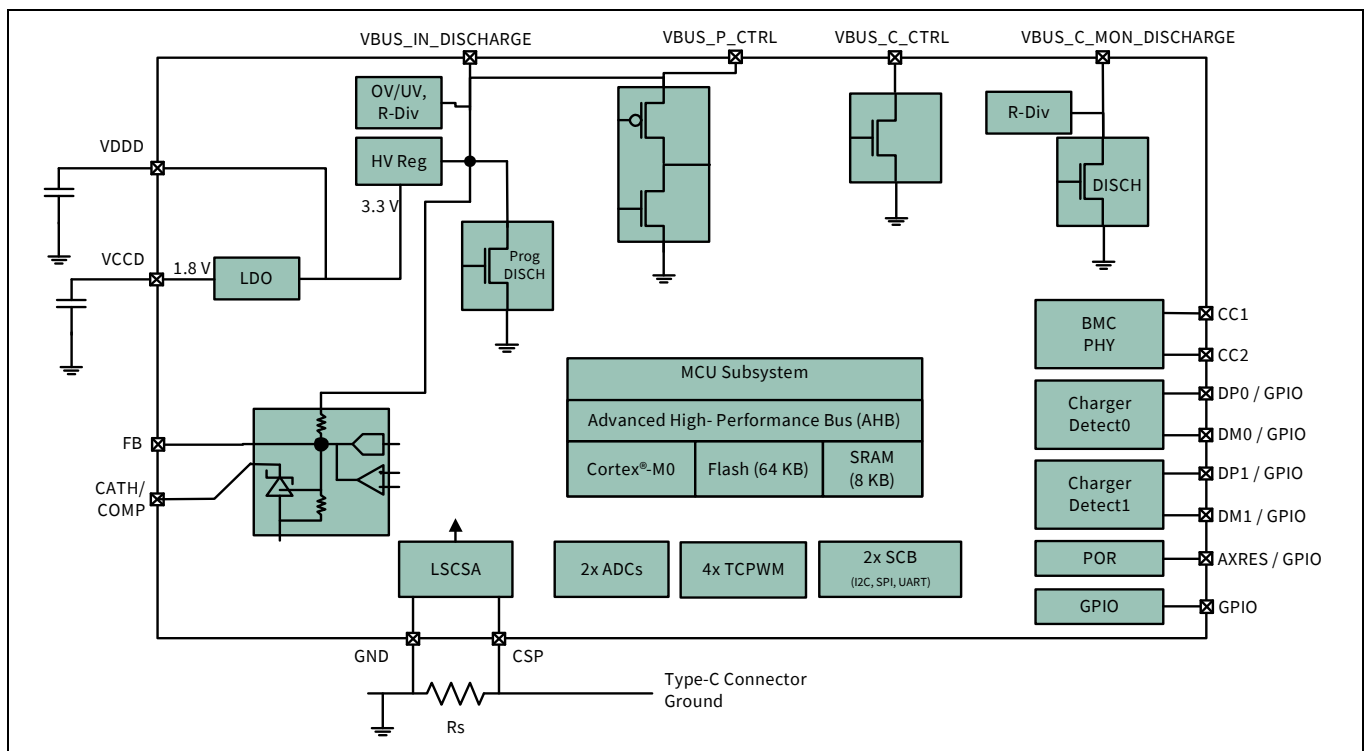 VBUS_IN_DISCHARGE
VBUS_P_CTRL
VBUS_C_CTRL
VBUS_C_MON_DISCHARGE
OV/UV,
R-Div
R-Div
VDDD
HV Reg
DISCH
3.3 V
VCCD
1.8 V
LDO
Prog
DISCH
BMC
PHY
CC1
CC2
MCU Subsystem
Advanced High- Performance Bus (AHB)
Cortex®-M0
Flash (64 KB)
SRAM
(8 KB)
Charger
Detect0
DP0 / GPIO
DM0 / GPIO
FB
CATH/
COMP
Charger
Detect1
DP1 / GPIO
DM1 / GPIO
LSCSA
2x ADCs
4x TCPWM
2x SCB
(I2C, SPI, UART)
POR
AXRES / GPIO
GPIO
GPIO
GND
CSP
Type-C Connector
Ground
Rs